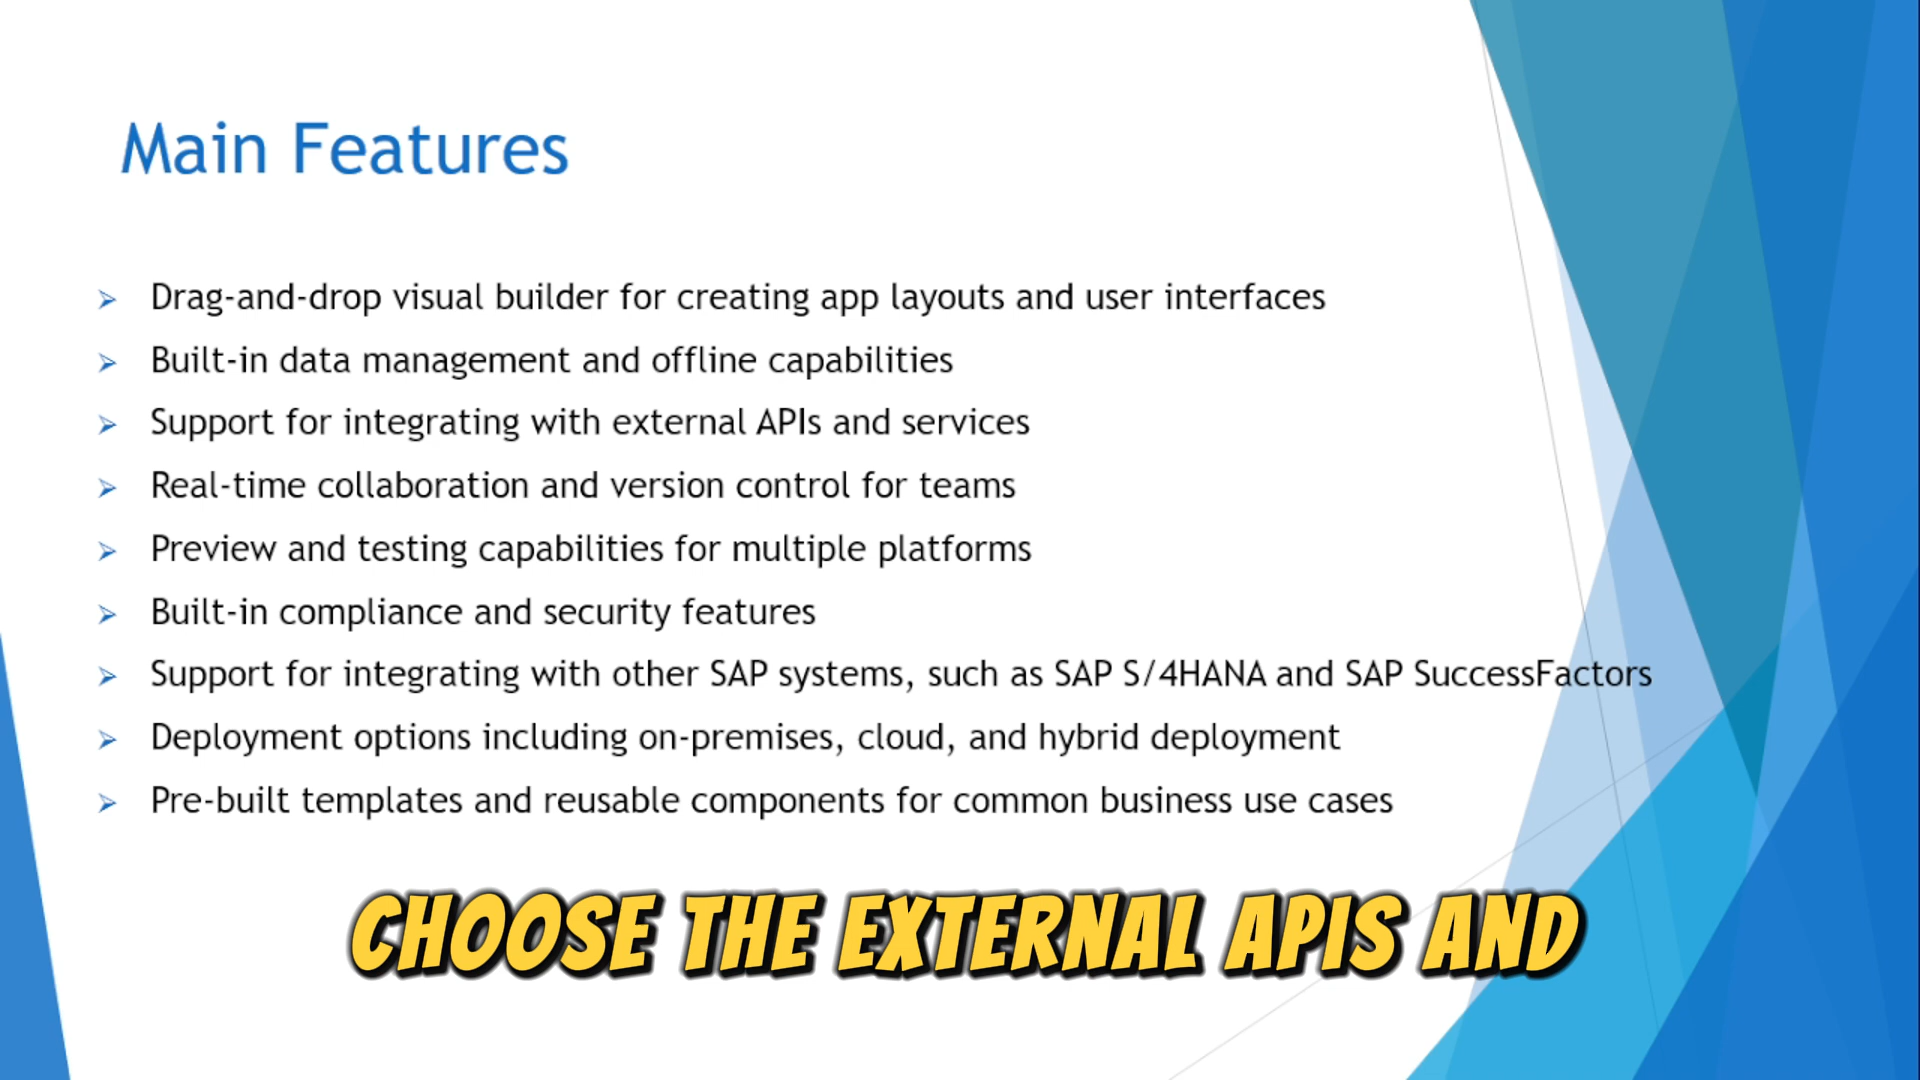 Main Features
Drag-and-drop visual builder for creating app layouts and user interfaces
Built-in data management and offline capabilities
Support for integrating with external APIs and services
Real-time collaboration and version control for teams
Preview and testing capabilities for multiple platforms
Built-in compliance and security features
Support for integrating with other SAP systems, such as SAP S/4HANA and SAP SuccessFactors
Deployment options including on-premises, cloud, and hybrid deployment
Pre-built templates and reusable components for common business use cases
CHOOSE THE EXTERNAL APIS AND